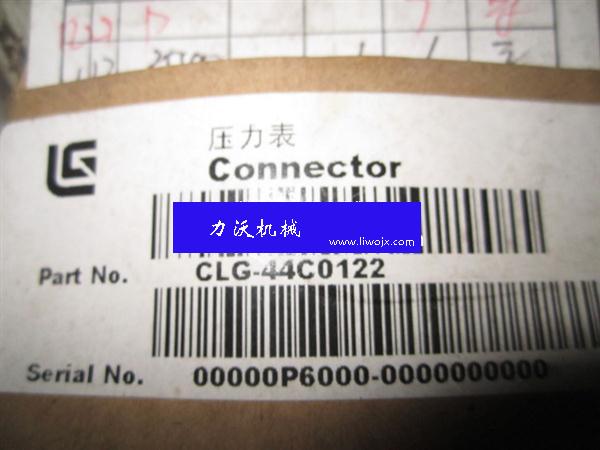 1222
压力表
Connector
力沃机械
www.liwojx.com
Part No. CLG-44C0122
Serial No. 00000P6000-0000000000